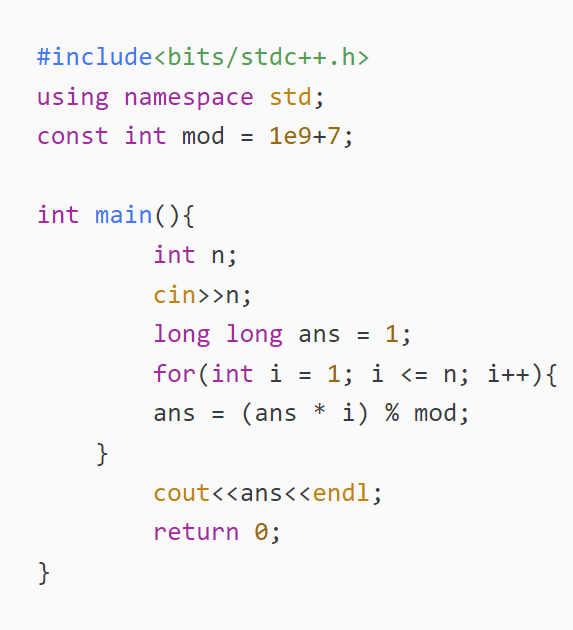 #include<bits/stdc++.h>
using namespace std;
const int mod = 1e9+7;

int main(){
        int n;
        cin>>n;
        long long ans = 1;
        for(int i = 1; i <= n; i++){
        ans = (ans * i) % mod;
    }
        cout<<ans<<endl;
        return 0;
}